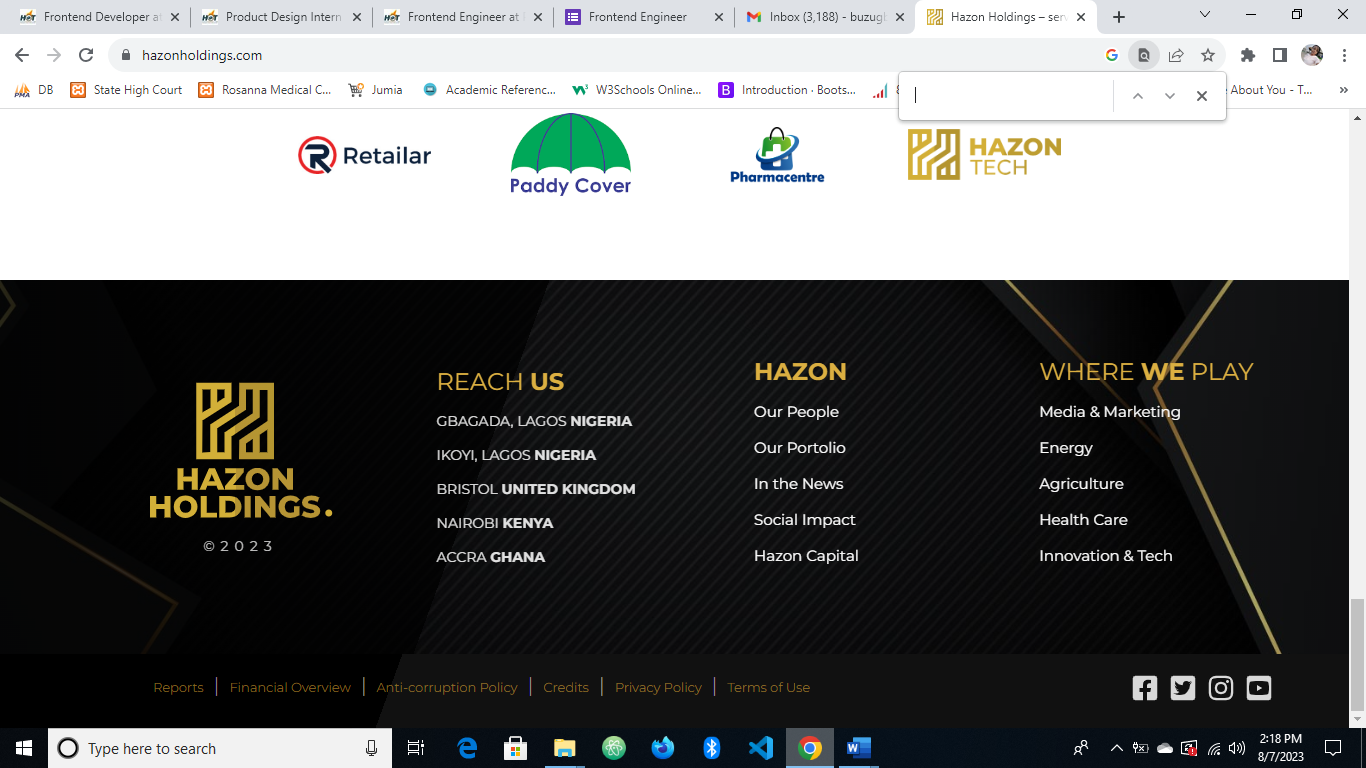 Frontend Developer a
Product Design Intern
Frontend Engineer at
Frontend Engineer
Inbox (3,188) - buzug
Hazon Holdings – ser
hazonholdings.com
DB
State High Court
Rosanna Medical C...
Jumia
Academic Referenc...
W3Schools Online...
Introduction · Boots...
About You - T...
Retailar
Paddy Cover
Pharmacentre
HAZON
TECH
HAZON
HOLDINGS.
© 2 0 2 3
REACH US
GBAGADA, LAGOS NIGERIA
IKOYI, LAGOS NIGERIA
BRISTOL UNITED KINGDOM
NAIROBI KENYA
ACCRA GHANA
HAZON
Our People
Our Portolio
In the News
Social Impact
Hazon Capital
WHERE WE PLAY
Media & Marketing
Energy
Agriculture
Health Care
Innovation & Tech
Reports | Financial Overview | Anti-corruption Policy | Credits | Privacy Policy | Terms of Use
Type here to search
2:18 PM
8/7/2023